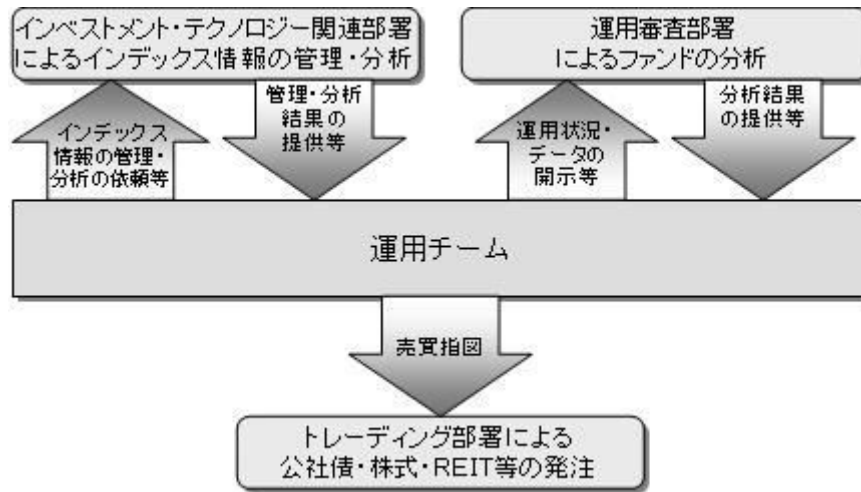 インベストメント・テクノロジー関連部署
によるインデックス情報の管理・分析
運用審査部署
によるファンドの分析
インデックス
情報の管理・
分析の依頼等
管理・分析
結果の
提供等
運用状況・
データの
開示等
分析結果
の提供等
運用チーム
売買指図
トレーディング部署による
公社債・株式・REIT等の発注